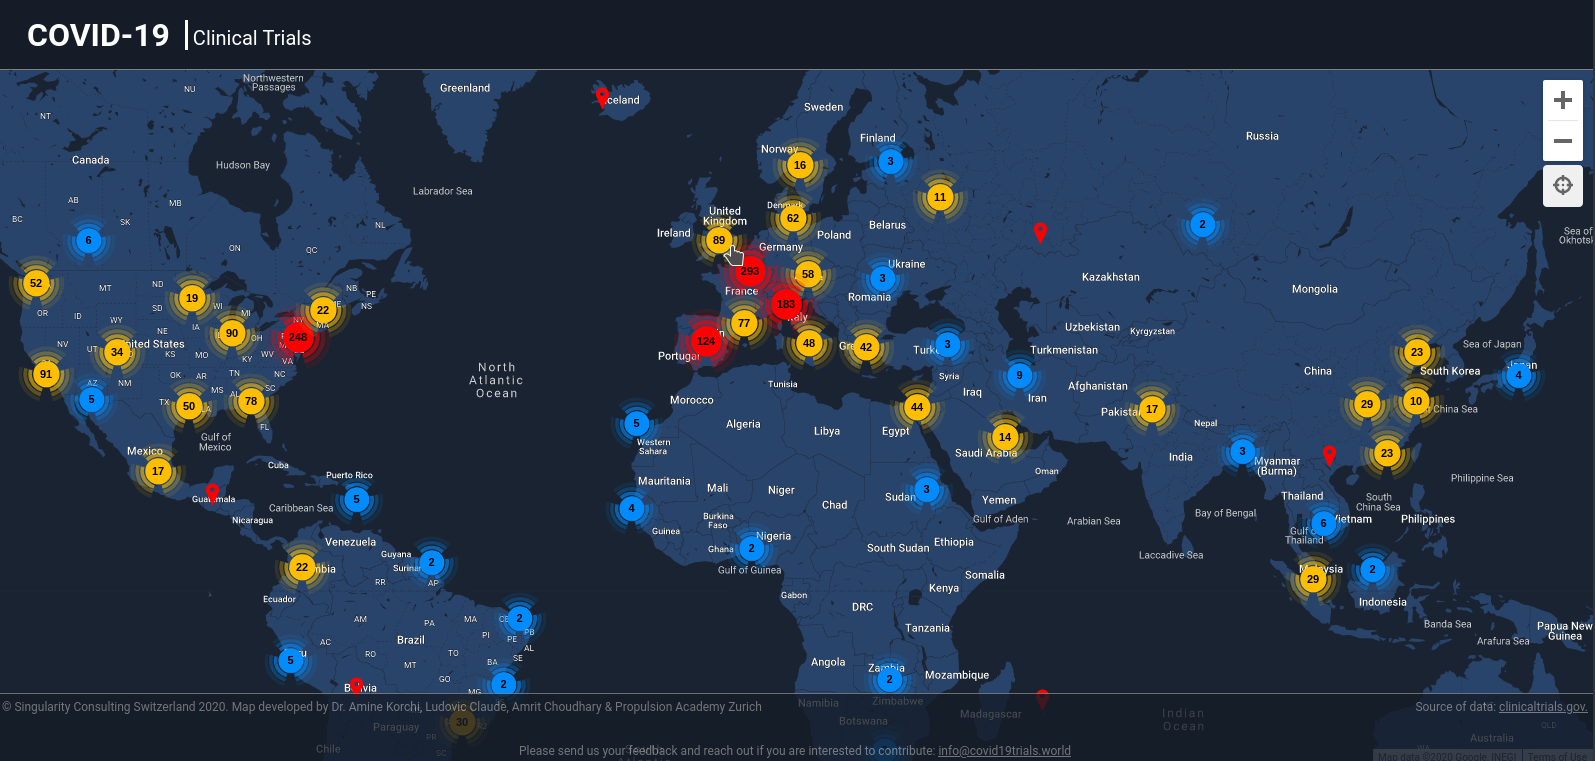 COVID-19
Clinical Trials
Northwestern
Passages
NU
Greenland
Iceland
NT
Sweden
Russia
Finland
Norway
Canada
Hudson Bay
16
3
Labrador Sea
11
AB
MB
Denmark
BC
SK
NL
United
Kingdom
62
Belarus
2
Ireland
Poland
Sea of
Okhotsk
6
ON
QC
89
Germany
52
293
58
3
Ukraine
Kazakhstan
MT
ND
NB
PE
France
Romania
Mongolia
19
WI
22
ME
NS
183
OR
ID
WY
SD
MI
MA
Italy
77
Uzbekistan
Kyrgyzstan
NV
UT
NE
IA
90
OH
248
124
48
42
Turkmenistan
34
United States
KS
MO
KY
WV
VA
Portugal
Turkey
3
23
Sea of Japan
91
AZ
NM
OK
AR
TN
NC
North
Atlantic
Ocean
Tunisia
Syria
9
Afghanistan
China
South Korea
Japan
4
5
TX
50
LA
MS
AL
78
SC
Morocco
Iraq
Iran
Pakistan
17
29
10
China Sea
FL
5
Algeria
Libya
44
Egypt
14
Nepal
Gulf of
Mexico
Western
Sahara
Saudi Arabia
India
3
Myanmar
(Burma)
23
Mexico
17
Cuba
Puerto Rico
Mauritania
Mali
Niger
Oman
Philippine Sea
Guatemala
Caribbean Sea
5
Chad
Sudan
3
Yemen
Thailand
South
China Sea
Nicaragua
4
Guinea
Burkina
Faso
Gulf of Aden
Arabian Sea
Bay of Bengal
6
Vietnam
Philippines
Venezuela
Guyana
Ghana
2
Nigeria
South Sudan
Ethiopia
Laccadive Sea
Gulf of
Thailand
22
2
AP
RR
Gulf of Guinea
Somalia
Malaysia
29
2
Ecuador
Gabon
Kenya
Indonesia
AM
PA
MA
CE
2
PB
DRC
Tanzania
Banda Sea
Papua New
Guinea
AC
Brazil
PI
PE
AL
Arafura Sea
5
Peru
RO
MT
TO
BA
SE
Angola
Zambia
2
Mozambique
Bolivia
GO
MG
2
Namibia
Zimbabwe
© Singularity Consulting Switzerland 2020. Map developed by Dr. Amine Korchi, Ludovic Claude, Amrit Choudhary & Propulsion Academy Zurich
Source of data: clinicaltrials.gov.
Paraguay
30
Botswana
Madagascar
Indian
Ocean
QLD
PR
SC
Chile
Australia
WA
Please send us your feedback and reach out if you are interested to contribute: info@covid19trials.world
Map data ©2020 Google, INEGI
Terms of Use